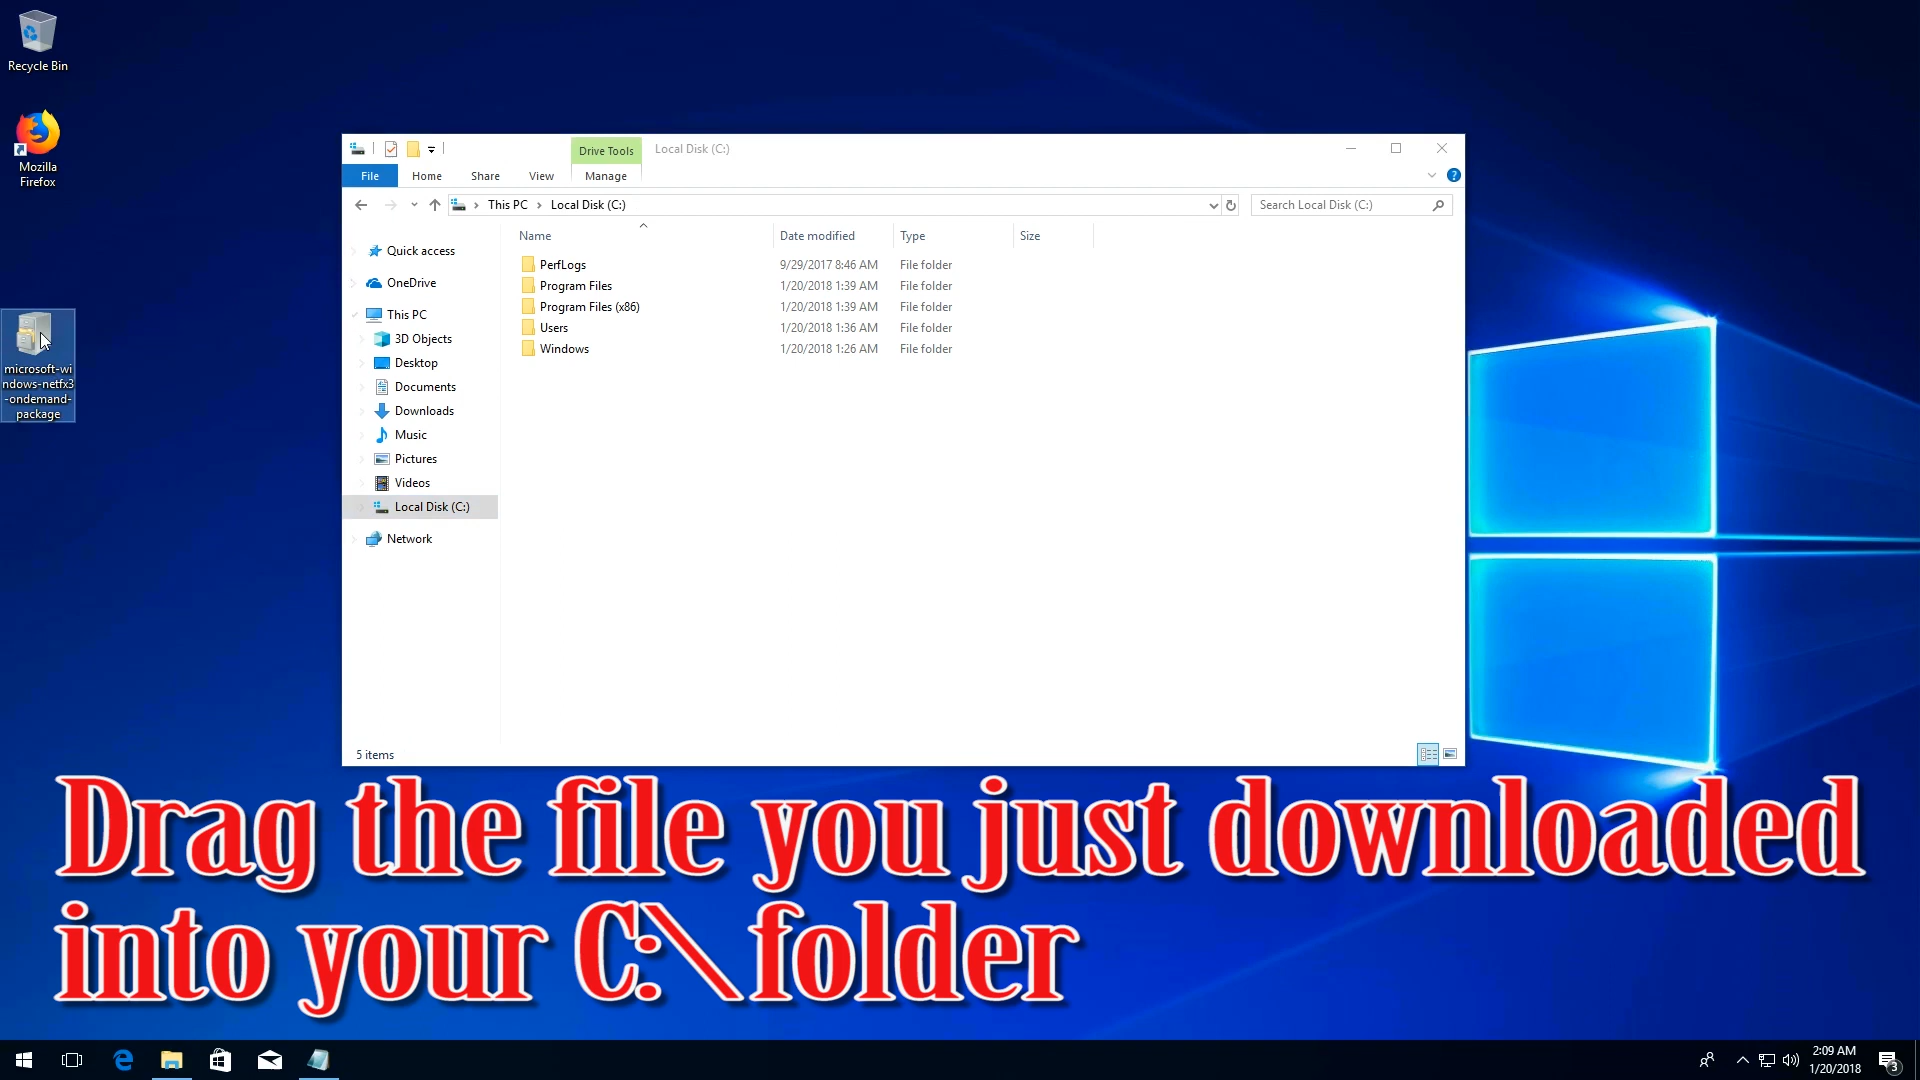 Recycle Bin
Mozilla
Firefox
microsoft-wi
ndows-netfx3
-ondemand-
package
Drive Tools
Local Disk (C:)
File
Home
Share
View
Manage
This PC
Local Disk (C:)
Search Local Disk (C:)
Name
Date modified
Type
Size
Quick access
OneDrive
This PC
3D Objects
Desktop
Documents
Downloads
Music
Pictures
Videos
Local Disk (C:)
Network
PerfLogs 9/29/2017 8:46 AM File folder
Program Files 1/20/2018 1:39 AM File folder
Program Files (x86) 1/20/2018 1:39 AM File folder
Users 1/20/2018 1:36 AM File folder
Windows 1/20/2018 1:26 AM File folder
5 items
Drag the file you just downloaded
into your C:\folder
2:09 AM
1/20/2018
3